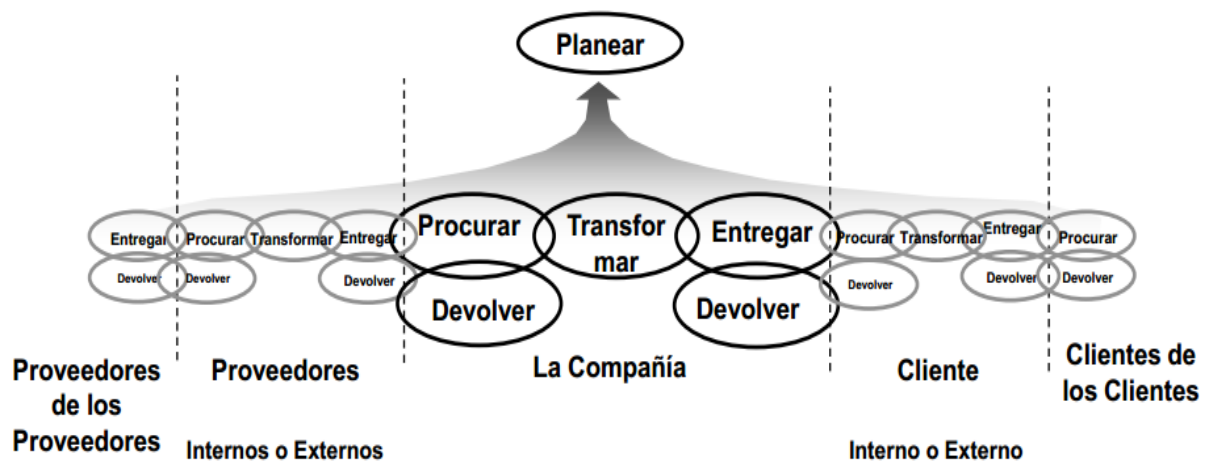 Planear
Entregar
Procurar
Transformar
Entregar
Procurar
Transfor
mar
Entregar
Procurar
Transformar
Entregar
Procurar
Devolver
Devolver
Devolver
Devolver
Devolver
Devolver
Devolver
Devolver
Proveedores
de los
Proveedores
Proveedores
Internos o Externos
La Compañía
Cliente
Interno o Externo
Clientes de
los Clientes